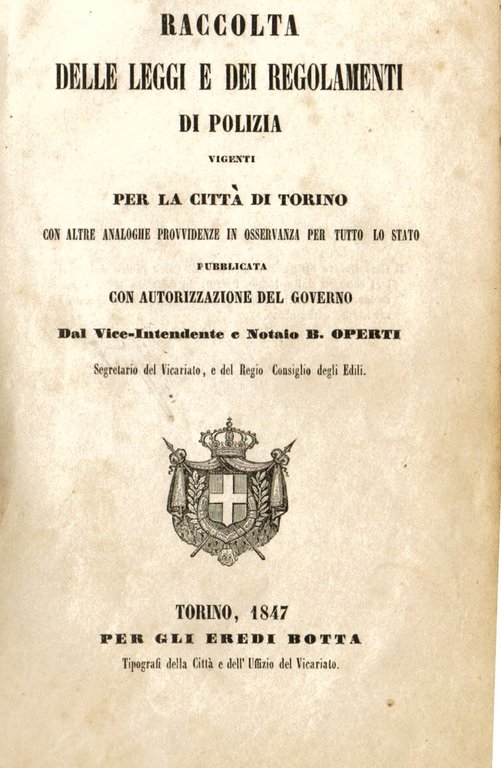 RACCOLTA
DELLE LEGGI E DEI REGOLAMENTI
DI POLIZIA
VIGENTI
PER LA CITTÀ DI TORINO
CON ALTRE ANALOGHE PROVVIDENZE IN OSSERVANZA PER TUTTO LO STATO
PUBBLICATA
CON AUTORIZZAZIONE DEL GOVERNO
Dal Vice-Intendente e Notaio B. OPERTI
Segretario del Vicariato, e del Regio Consiglio degli Edili.
TORINO, 1847
PER GLI EREDI BOTTA
Tipografi della Città e dell' Uffizio del Vicariato.